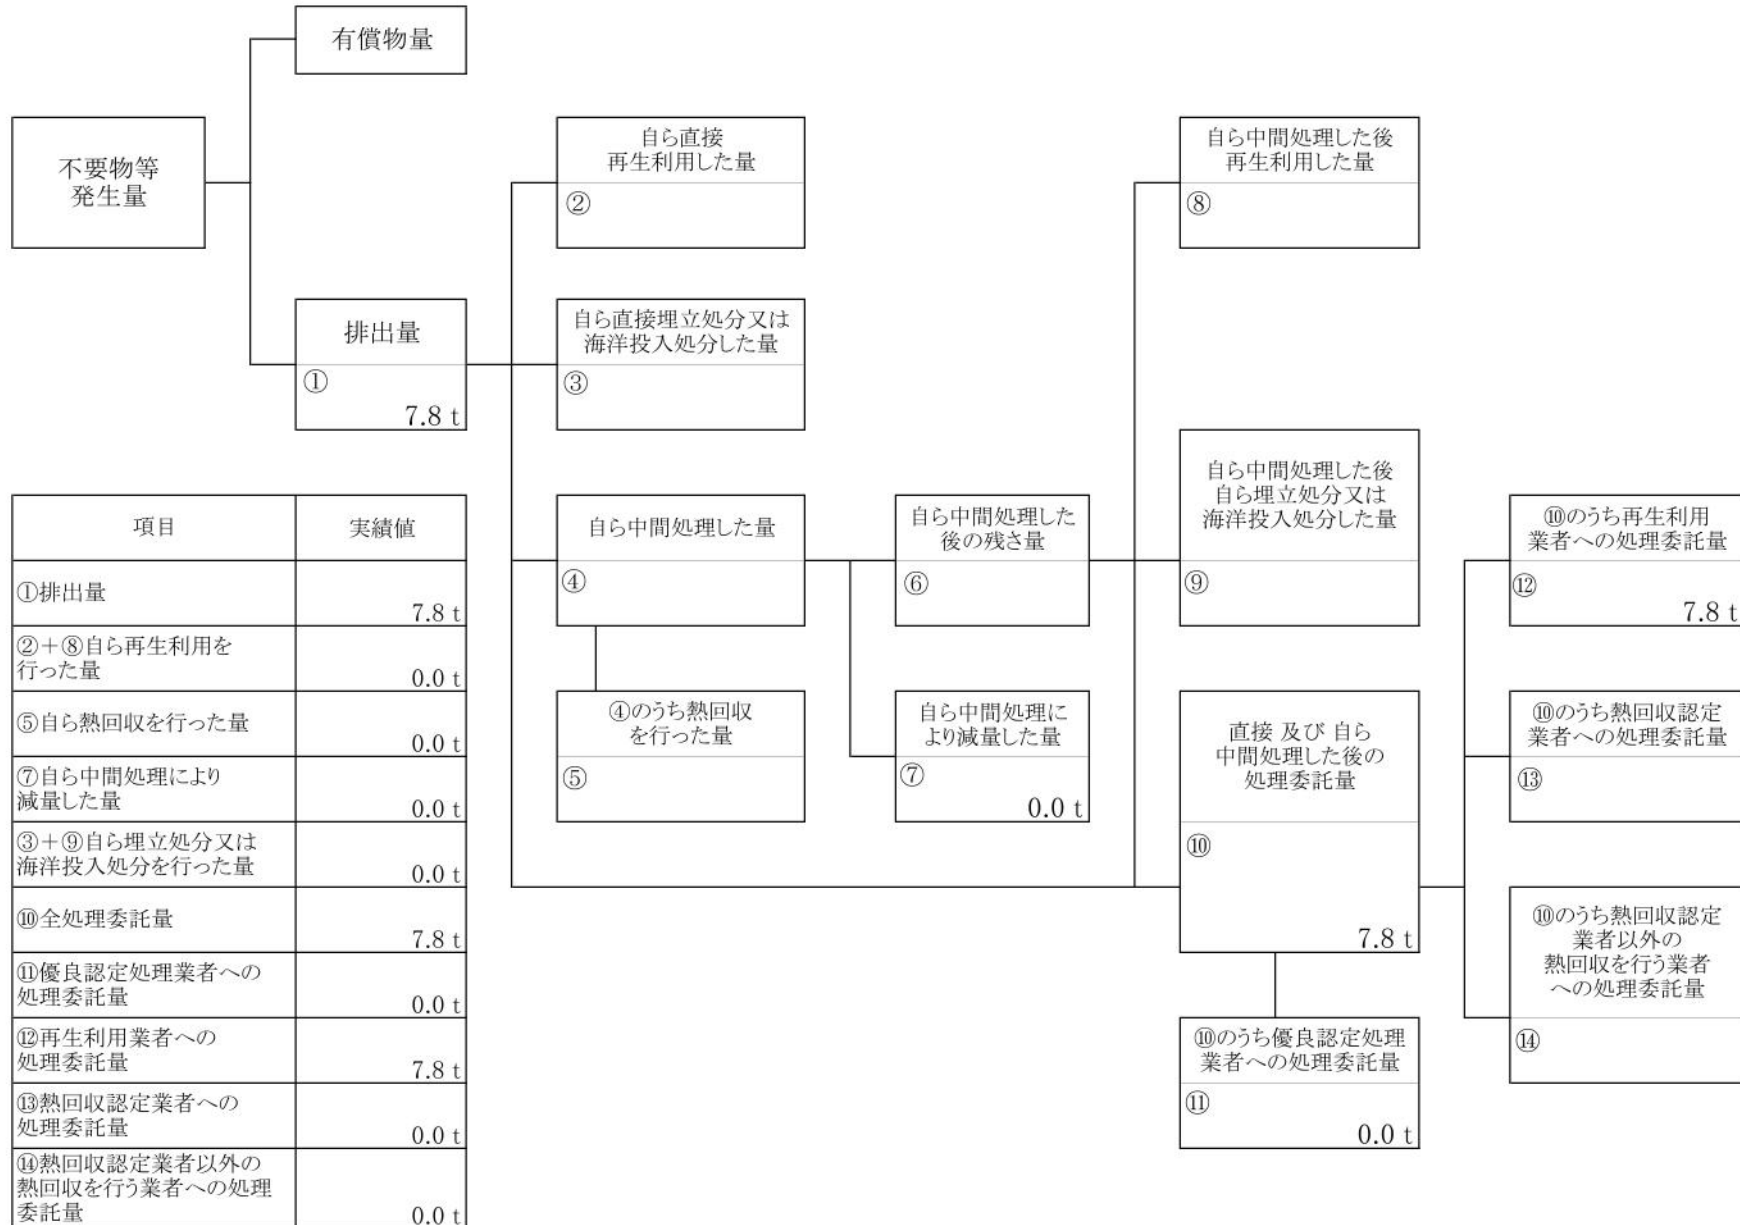 有償物量
不要物等
発生量
排出量
①
7.8 t
自ら直接
再生利用した量
②
自ら直接埋立処分又は
海洋投入処分した量
③
自ら中間処理した量
④
④のうち熱回収
を行った量
⑤
自ら中間処理した
後の残さ量
⑥
自ら中間処理に
より減量した量
⑦
0.0 t
自ら中間処理した後
再生利用した量
⑧
自ら中間処理した後
自ら埋立処分又は
海洋投入処分した量
⑨
直接 及び 自ら
中間処理した後の
処理委託量
⑩
7.8 t
⑩のうち優良認定処理
業者への処理委託量
⑪
0.0 t
⑩のうち再生利用
業者への処理委託量
⑫
7.8 t
⑩のうち熱回収認定
業者への処理委託量
⑬
⑩のうち熱回収認定
業者以外の
熱回収を行う業者
への処理委託量
⑭
項目 実績値
①排出量
7.8 t
②＋⑧自ら再生利用を
行った量
0.0 t
⑤自ら熱回収を行った量
0.0 t
⑦自ら中間処理により
減量した量
0.0 t
③＋⑨自ら埋立処分又は
海洋投入処分を行った量
0.0 t
⑩全処理委託量
7.8 t
⑪優良認定処理業者への
処理委託量
0.0 t
⑫再生利用業者への
処理委託量
7.8 t
⑬熱回収認定業者への
処理委託量
0.0 t
⑭熱回収認定業者以外の
熱回収を行う業者への処理
委託量
0.0 t